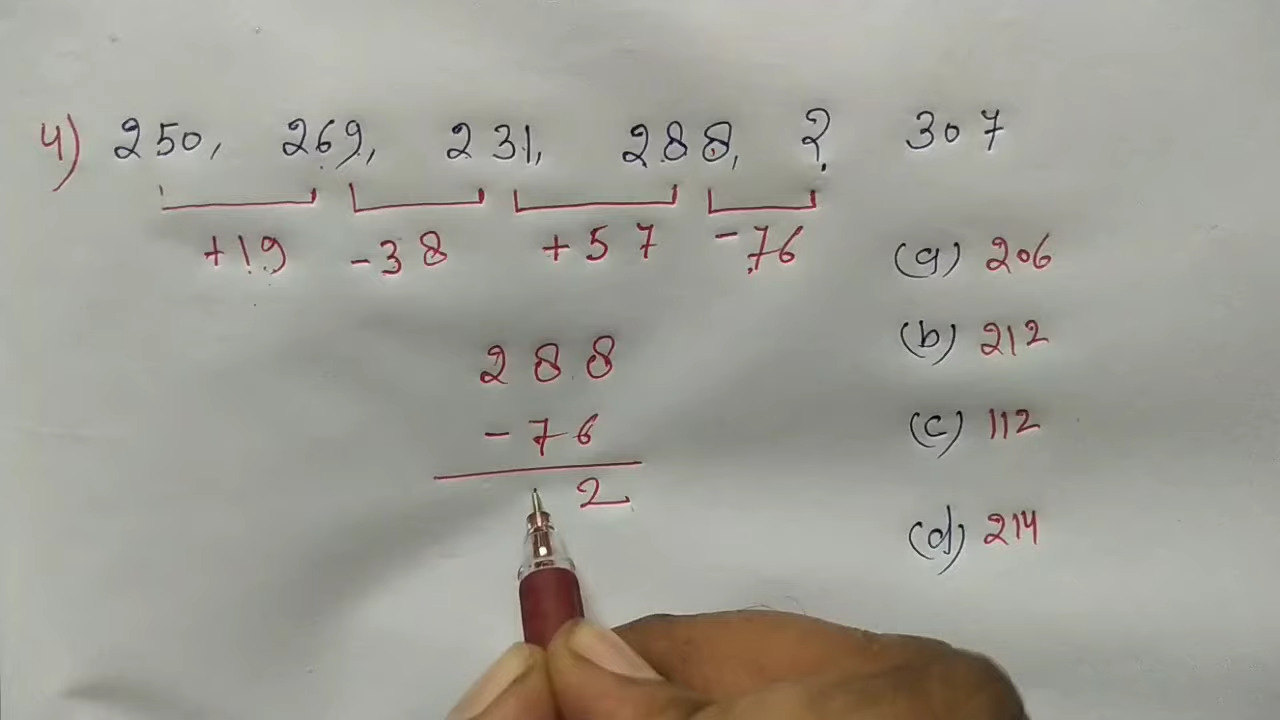 4) 250, 269, 231, 288, ? 307
+19 -38 +57 -76
(a) 206
(b) 212
(c) 112
(d) 214
288
-76
2